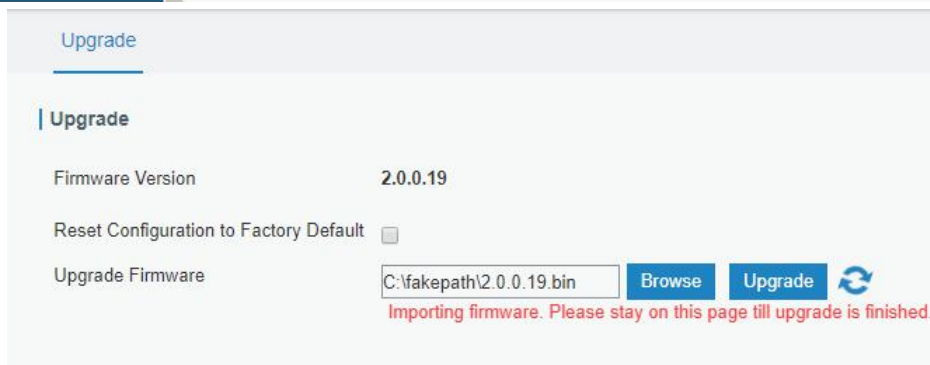 Upgrade
Upgrade
Firmware Version 2.0.0.19
Reset Configuration to Factory Default
Upgrade Firmware C:\fakepath\2.0.0.19.bin Browse Upgrade
Importing firmware. Please stay on this page till upgrade is finished.